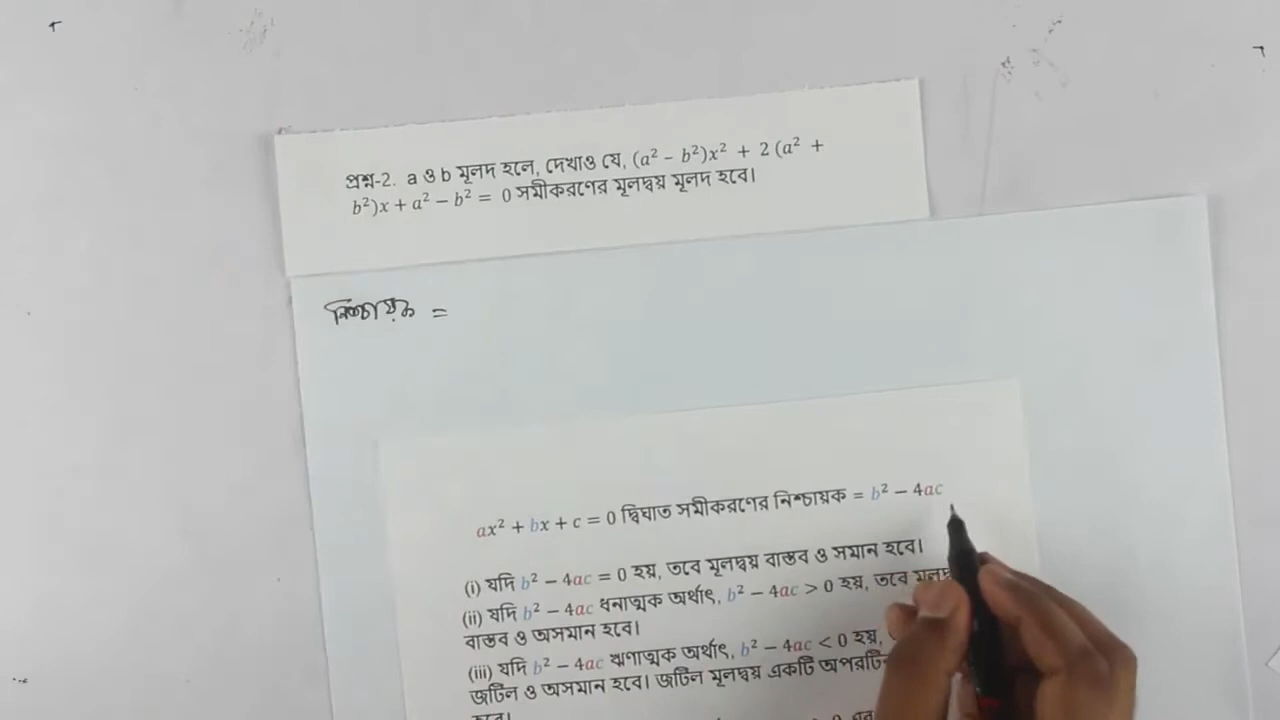 প্রশ্ন-2. a ও b মূলদ হলে, দেখাও যে, (a² − b²)x² + 2 (a² +
b²)x + a² − b² = 0 সমীকরণের মূলদ্বয় মূলদ হবে।
নিশ্চায়ক =
ax² + bx + c = 0 দ্বিঘাত সমীকরণের নিশ্চায়ক = b² − 4ac
(i) যদি b² − 4ac = 0 হয়, তবে মূলদ্বয় বাস্তব ও সমান হবে।
(ii) যদি b² − 4ac ধনাত্মক অর্থাৎ, b² − 4ac > 0 হয়, তবে
বাস্তব ও অসমান হবে।
(iii) যদি b² − 4ac ঋণাত্মক অর্থাৎ, b² − 4ac < 0 হয়,
জটিল ও অসমান হবে। জটিল মূলদ্বয় একটি